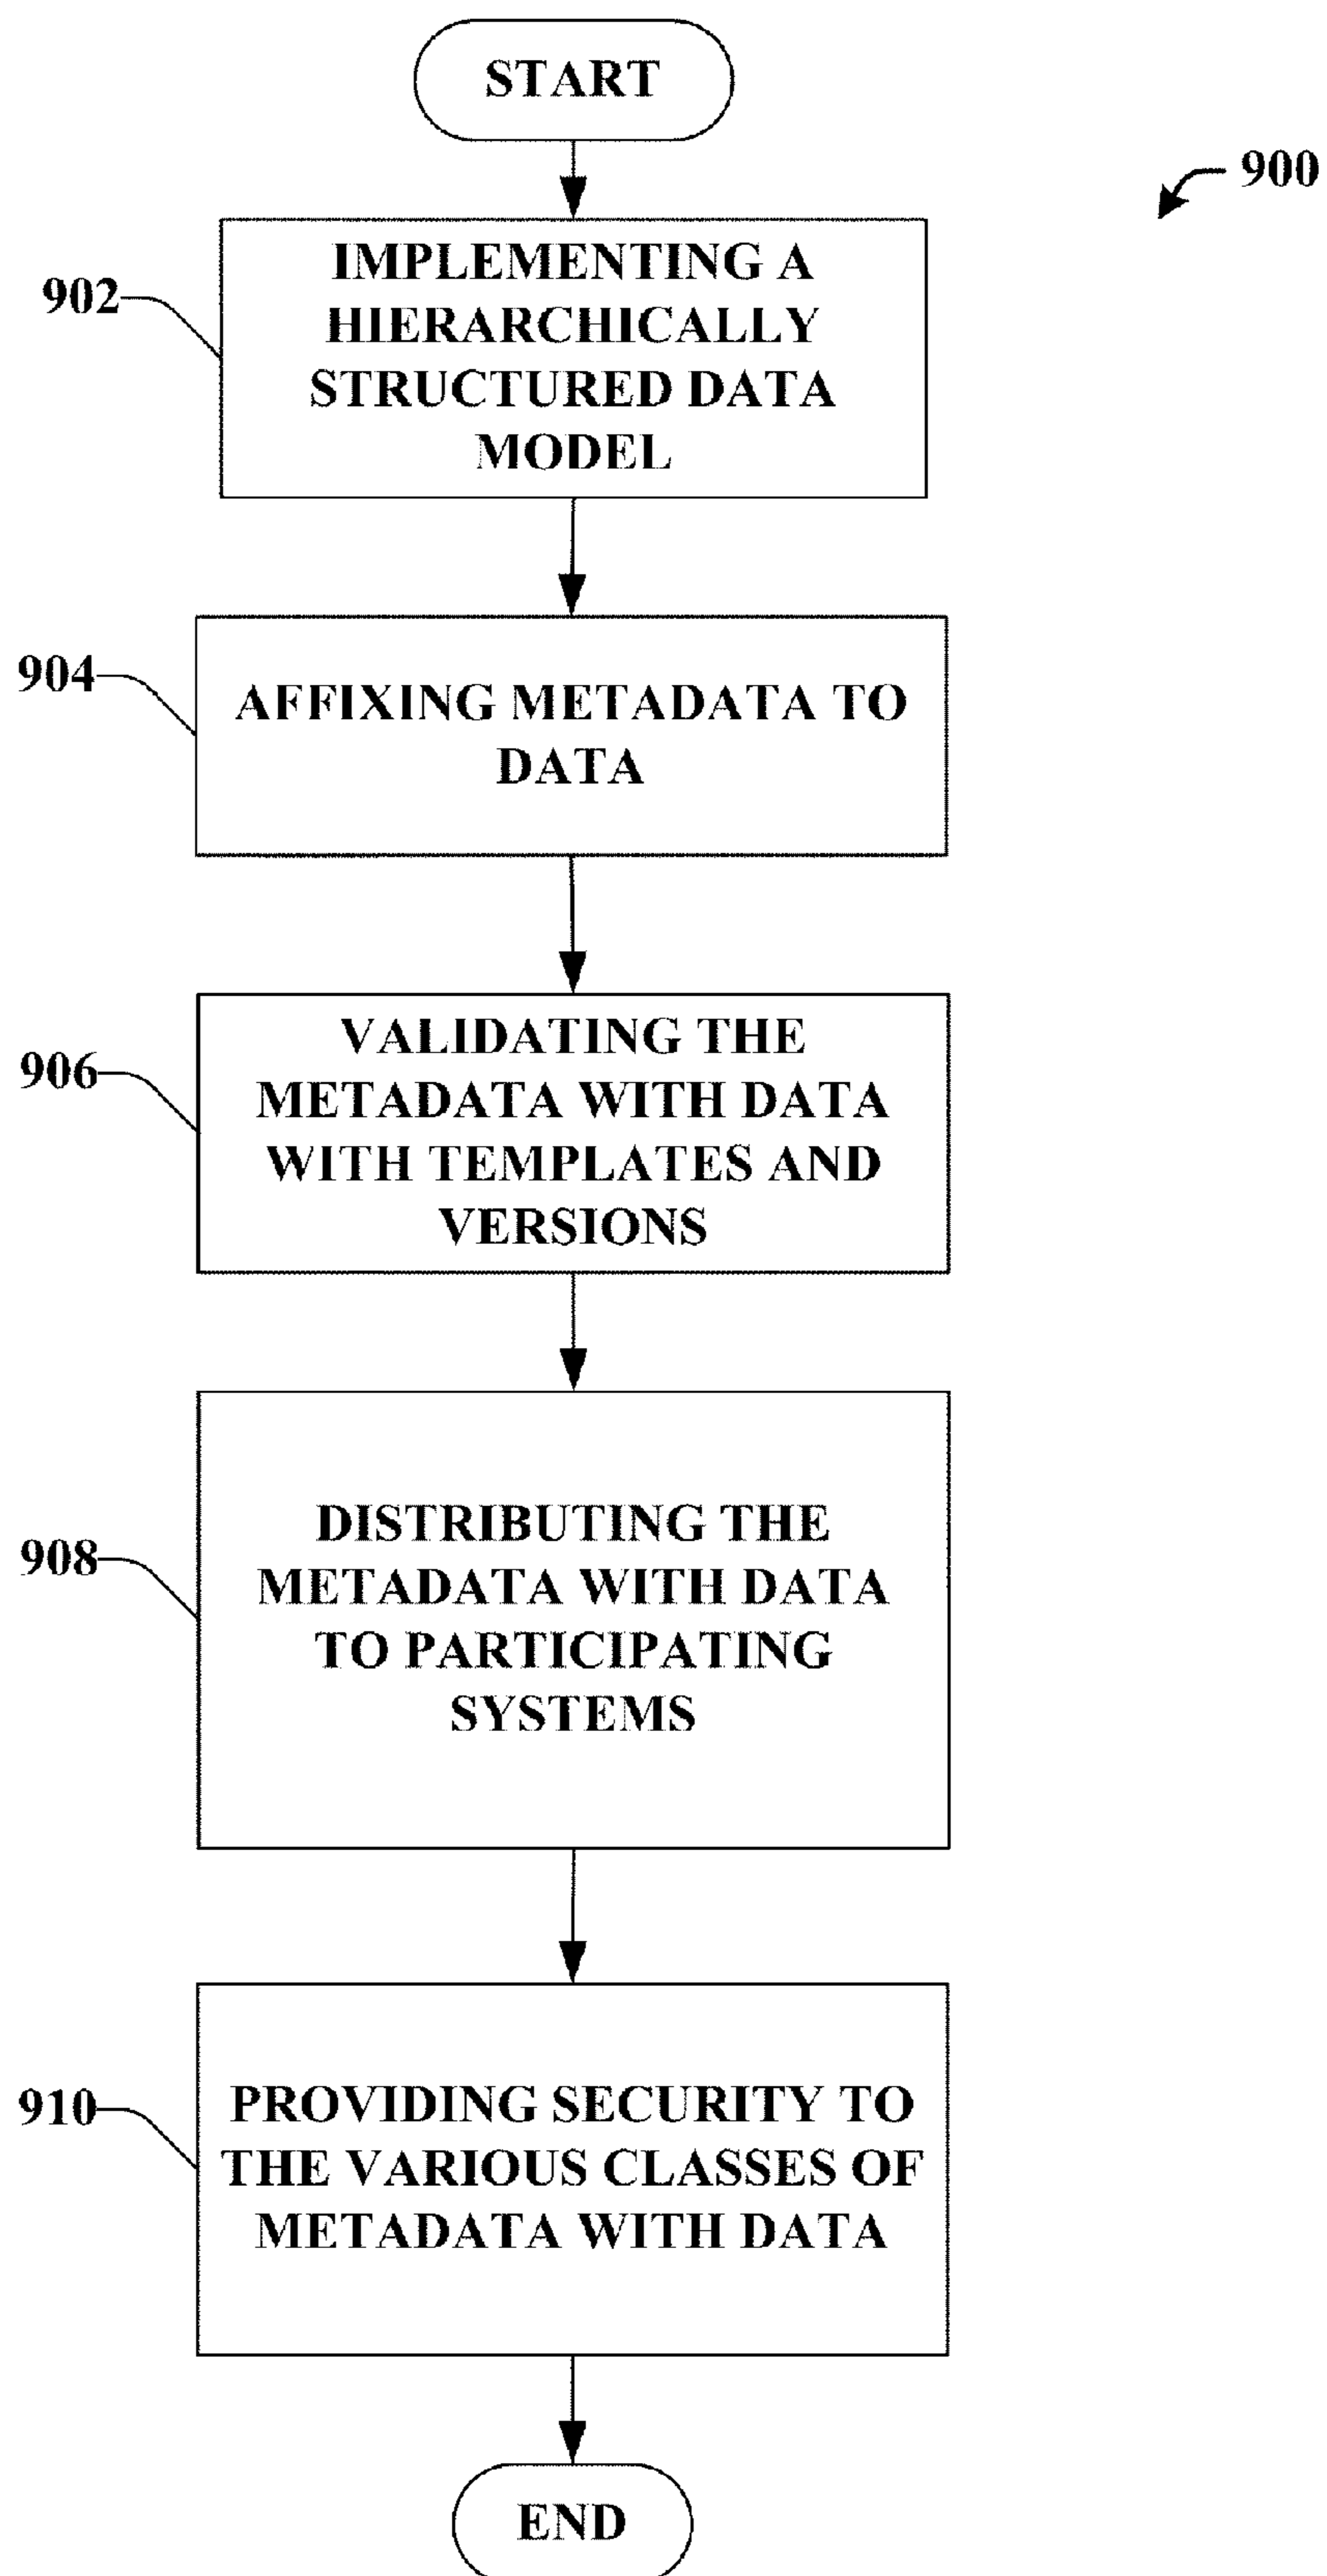 START
900
902
IMPLEMENTING A
HIERARCHICALLY
STRUCTURED DATA
MODEL
904
AFFIXING METADATA TO
DATA
906
VALIDATING THE
METADATA WITH DATA
WITH TEMPLATES AND
VERSIONS
908
DISTRIBUTING THE
METADATA WITH DATA
TO PARTICIPATING
SYSTEMS
910
PROVIDING SECURITY TO
THE VARIOUS CLASSES OF
METADATA WITH DATA
END